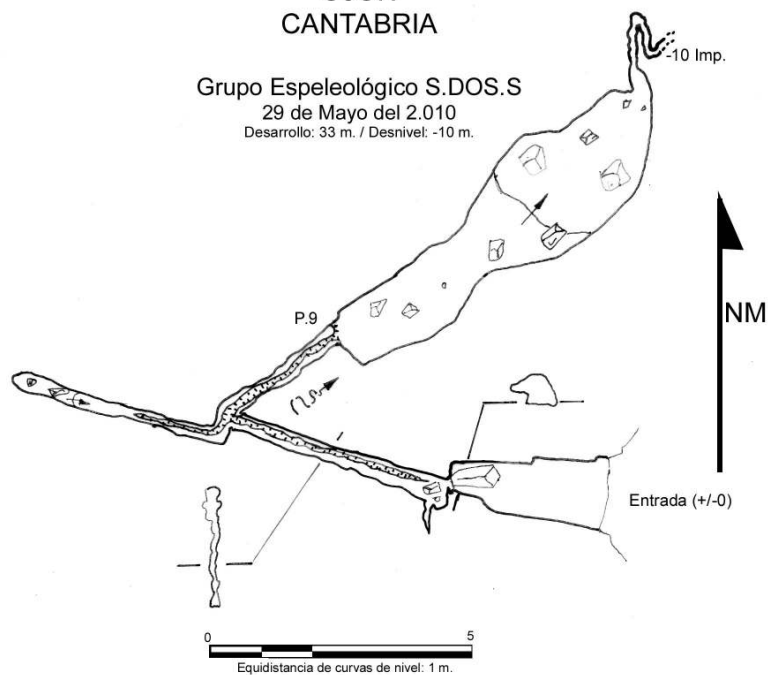 CANTABRIA
Grupo Espeleológico S.DOS.S
29 de Mayo del 2.010
Desarrollo: 33 m. / Desnivel: -10 m.
-10 Imp.
NM
P.9
Entrada (+/-0)
0 5
Equidistancia de curvas de nivel: 1 m.